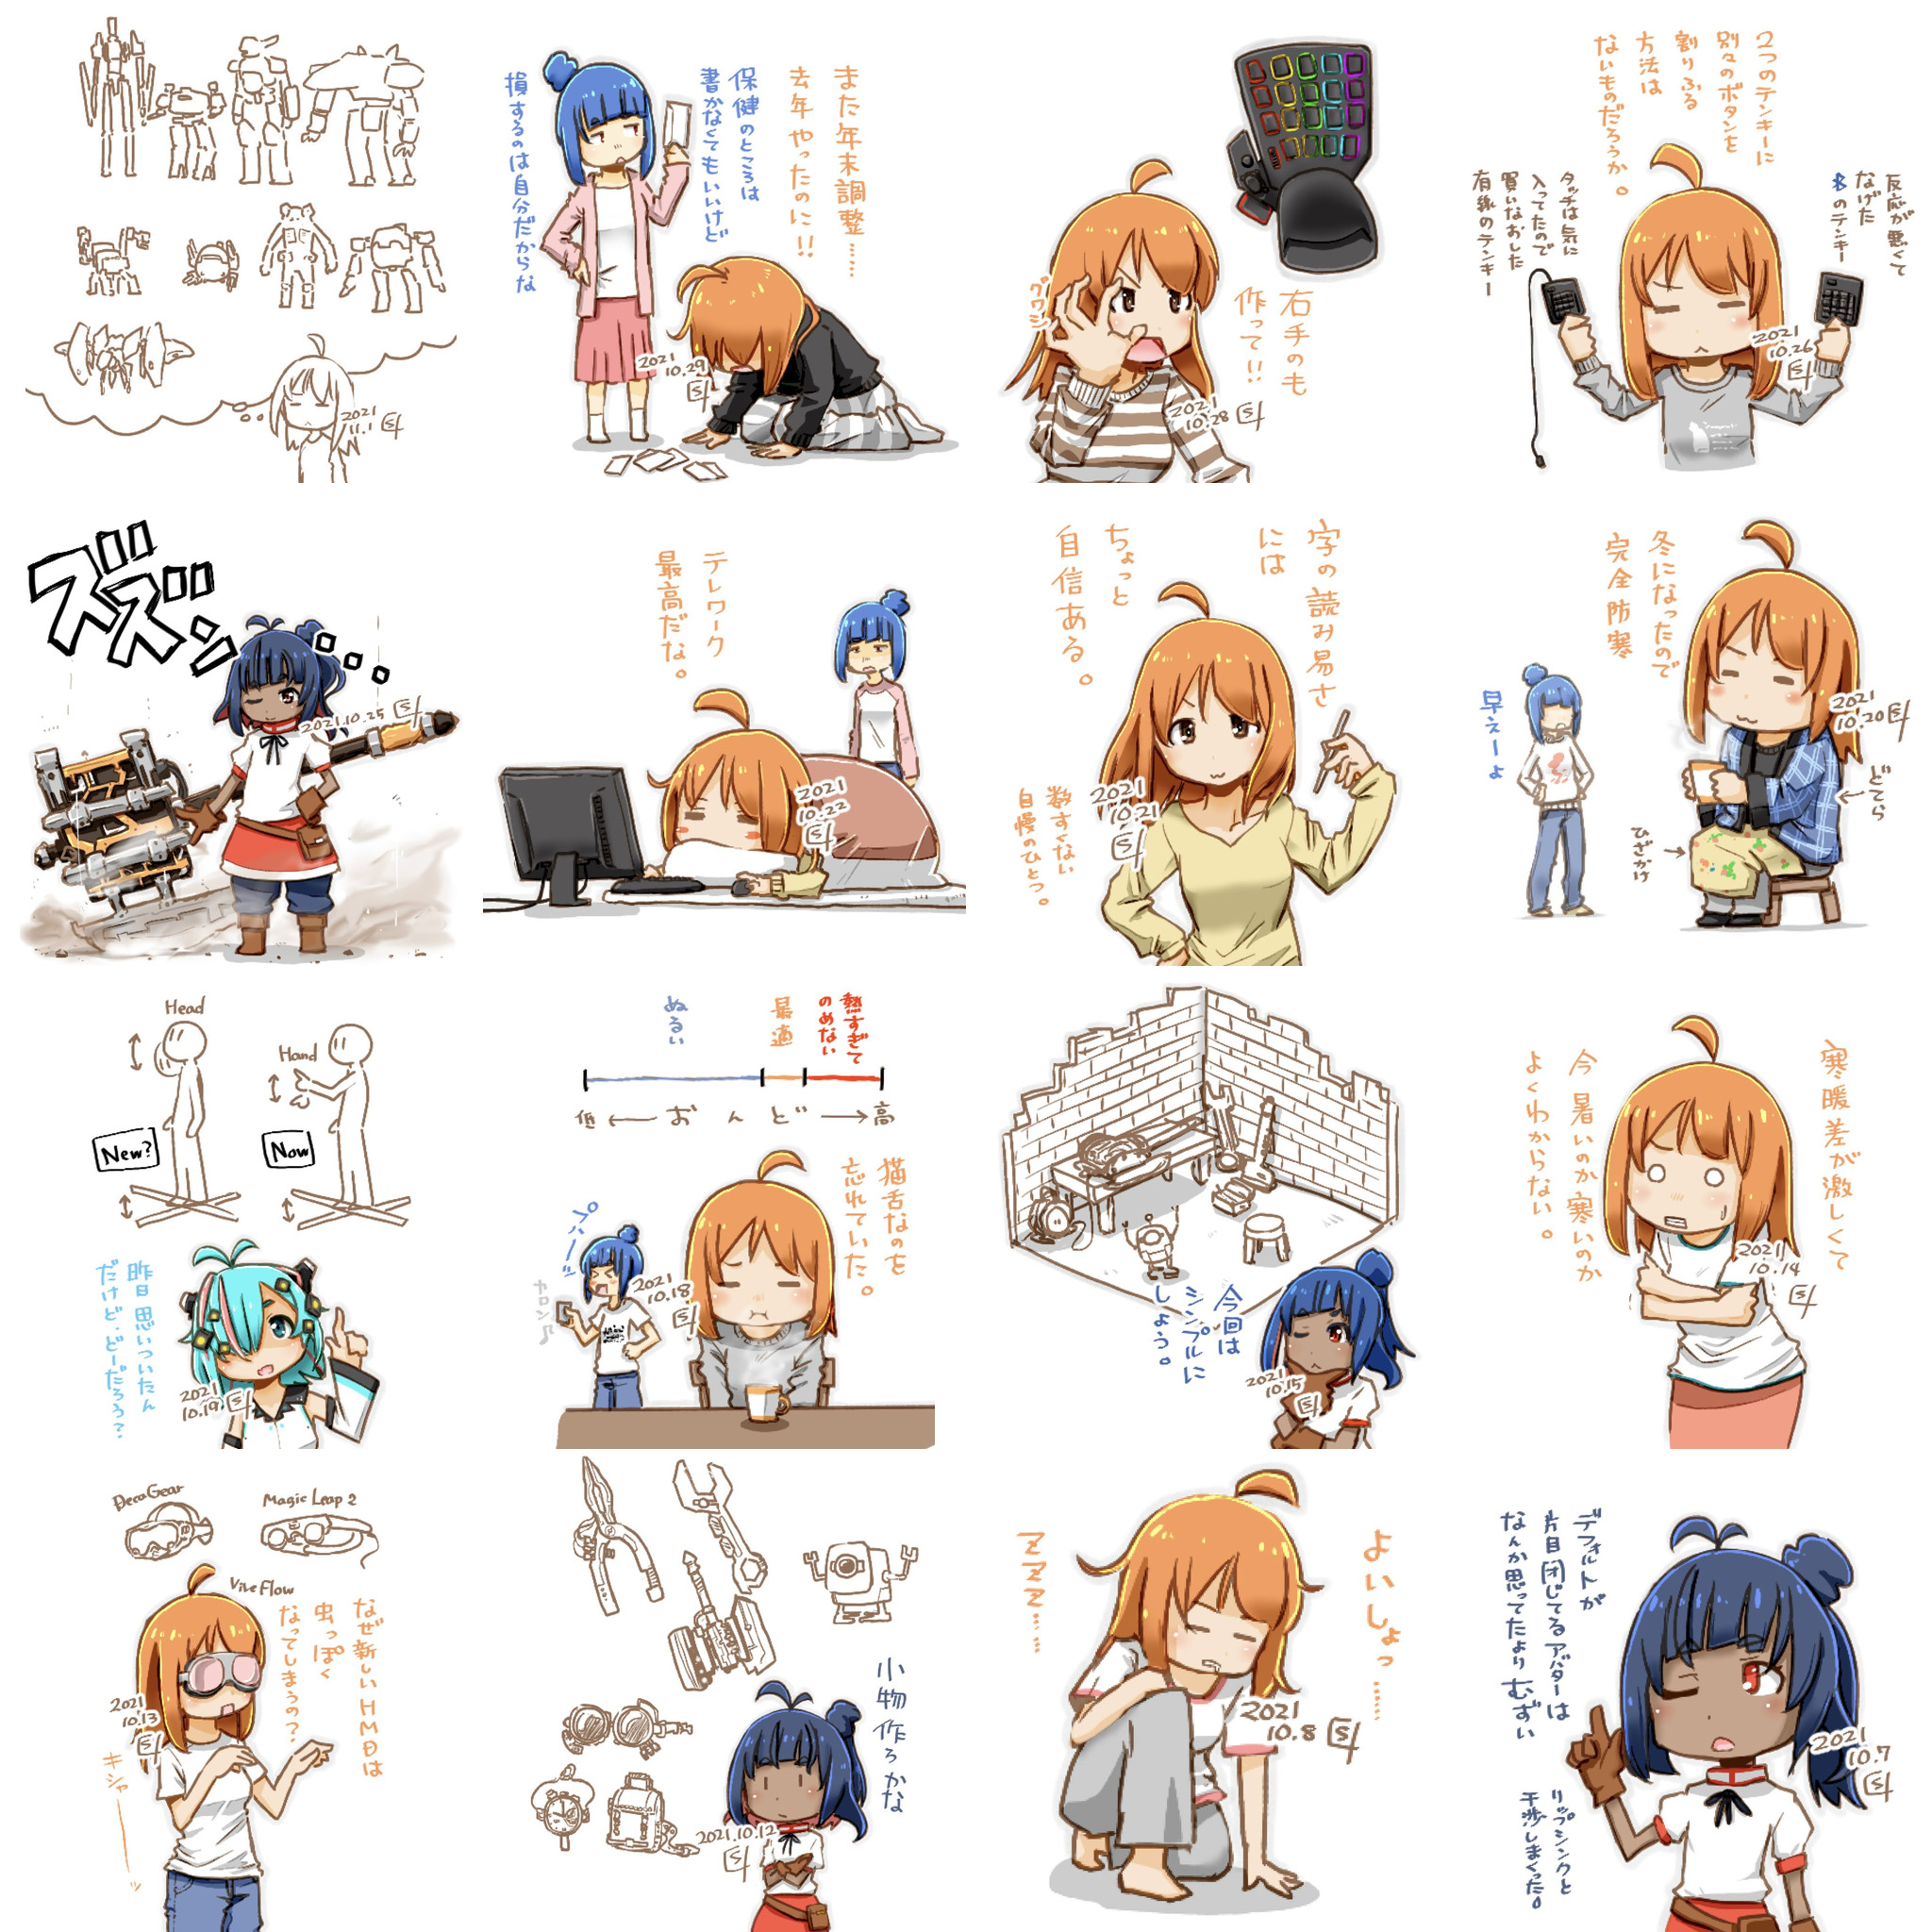 2021
11.1
また年末調整……
去年やったのに!!
保健のところは
書かなくてもいいけど
損するのは自分だからな
2021
10.29
右手のも
作って!!
グワシ
2021
10.28
2つのテンキーに
別々のボタンを
割りふる
方法は
ないものだろうか。
反応が悪くて
なげた
のテンキー
タッチは気に
入ってたので
買いなおした
有線のテンキー
2021
10.26
ズズン...
2021.10.25
テレワーク
最高だな。
2021
10.22
字の読み易さ
には
ちょっと
自信ある。
数すくない
自慢のひとつ。
2021
10.21
冬になったので
完全防寒
早えーよ
どてら
ひざかけ
2021
10.20
Head
Hand
New?
Now
昨日思いついたん
だけど、どーだろう?
2021
10.19
熱すぎて
のめない
最適
ぬるい
低 ← おんど → 高
猫舌なのを
忘れていた。
2021
10.18
今回は
シンプルに
しよう。
2021
10.15
寒暖差が激しくて
今暑いのか寒いのか
よくわからない。
2021
10.14
DecaGear
Magic Leap 2
Vive Flow
なぜ新しいHMDは
虫っぽく
なってしまうの?
キシャーッ
2021
10.13
小物作ろかな
2021.10.12
よいしょっ……
ZZZZ……
2021
10.8
デフォルトが
片目閉じてるアバターは
なんか思ってたよりむずい
リップシンクと
干渉しまくった。
2021
10.7